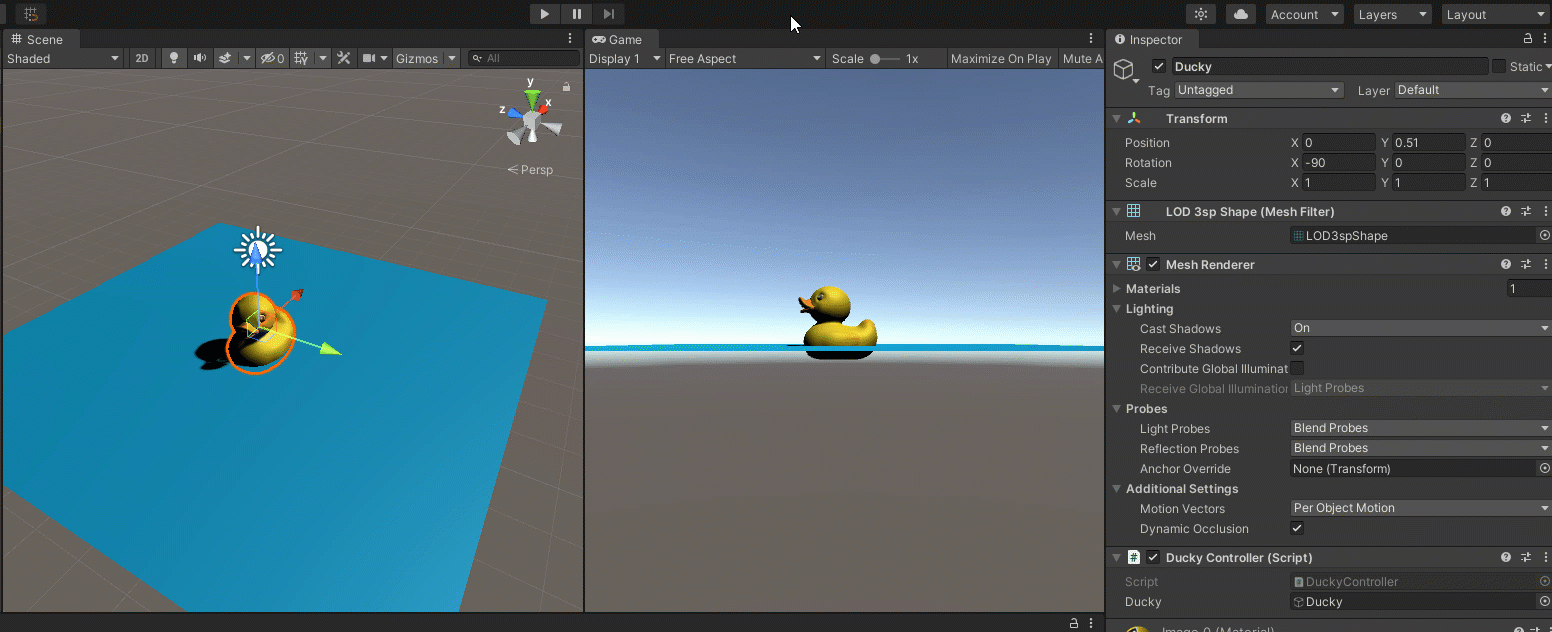 Account Layers Layout
Scene
Game
Inspector
Shaded 2D 0 Gizmos All
Display 1 Free Aspect Scale 1x Maximize On Play Mute A
Ducky Static
Tag Untagged Layer Default
y
x
z
Persp
Transform
Position X 0 Y 0.51 Z 0
Rotation X -90 Y 0 Z 0
Scale X 1 Y 1 Z 1
LOD 3sp Shape (Mesh Filter)
Mesh LOD3spShape
Mesh Renderer
Materials 1
Lighting
Cast Shadows On
Receive Shadows
Contribute Global Illuminat
Receive Global Illumination Light Probes
Probes
Light Probes Blend Probes
Reflection Probes Blend Probes
Anchor Override None (Transform)
Additional Settings
Motion Vectors Per Object Motion
Dynamic Occlusion
# Ducky Controller (Script)
Script DuckyController
Ducky Ducky
Image_0 (Material)